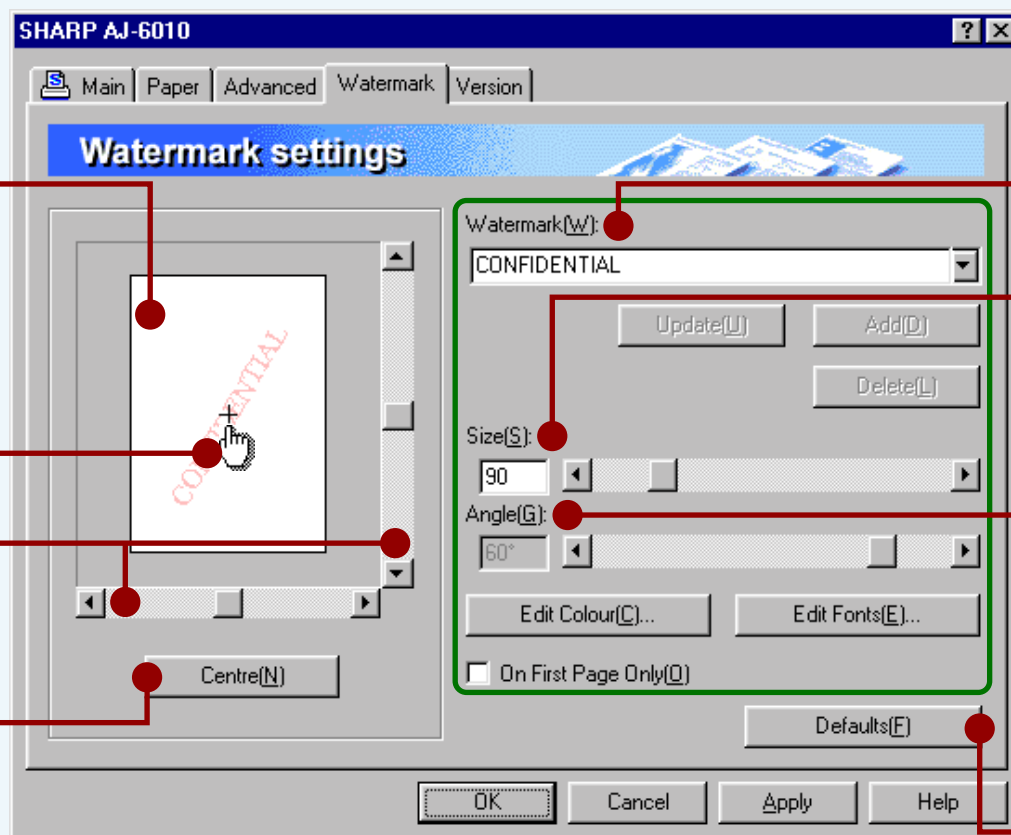 SHARP AJ-6010
Main Paper Advanced Watermark Version
Watermark settings
CONFIDENTIAL
Centre(N)
Watermark(W):
CONFIDENTIAL
Update(U) Add(D)
Delete(L)
Size(S):
90
Angle(G):
60°
Edit Colour(C)... Edit Fonts(E)...
On First Page Only(O)
Defaults(F)
OK Cancel Apply Help